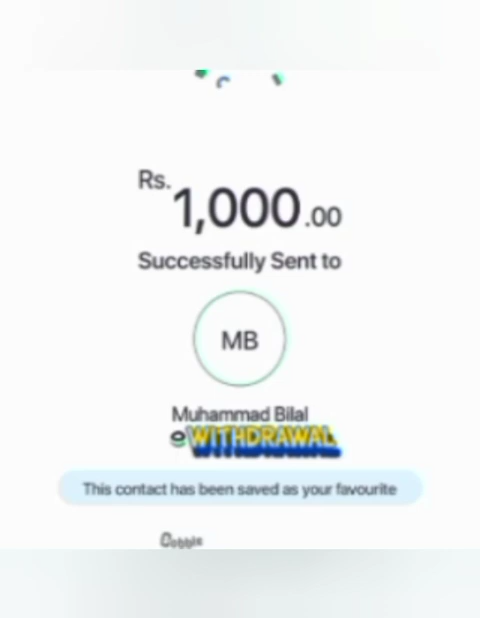 Rs.
1,000.00
Successfully Sent to
MB
Muhammad Bilal
WITHDRAWAL
This contact has been saved as your favourite